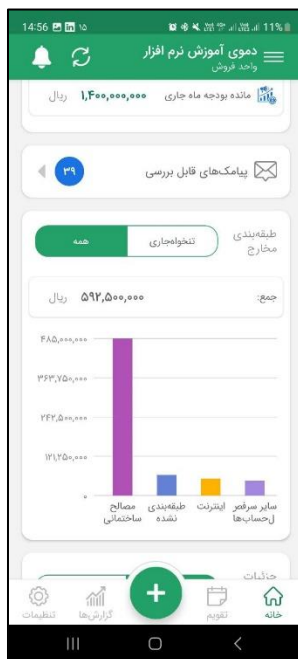 14:56 ۱۵ 11%
دموی آموزش نرم افزار
واحد فروش
مانده بودجه ماه جاری ۱,۴۰۰,۰۰۰,۰۰۰ ریال
پیامک‌های قابل بررسی ۳۹
طبقه‌بندی مخارج
تنخواه‌جاری همه
جمع: ۵۹۲,۵۰۰,۰۰۰ ریال
۴۸۵,۰۰۰,۰۰۰
۳۶۳,۷۵۰,۰۰۰
۲۴۲,۵۰۰,۰۰۰
۱۲۱,۲۵۰,۰۰۰
۰
سایر سرفصل حساب‌ها اینترنت طبقه‌بندی نشده مصالح ساختمانی
جزئیات
خانه تقویم + گزارش‌ها تنظیمات